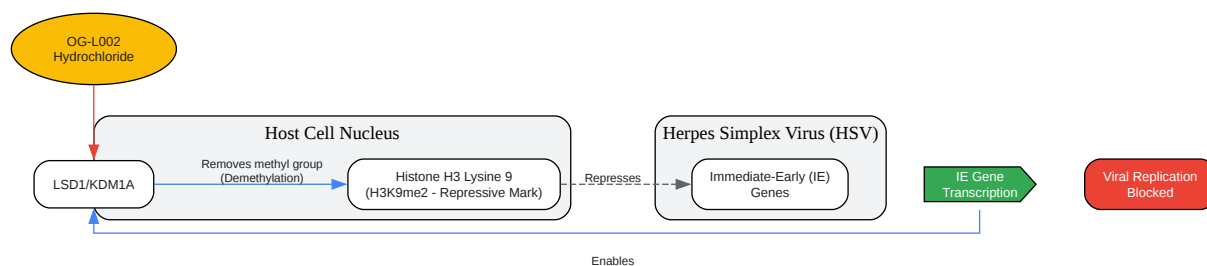 OG-L002
Hydrochloride
Host Cell Nucleus
Herpes Simplex Virus (HSV)
LSD1/KDM1A
Removes methyl group
(Demethylation)
Histone H3 Lysine 9
(H3K9me2 - Repressive Mark)
Represses
Immediate-Early (IE)
Genes
IE Gene
Transcription
Viral Replication
Blocked
Enables